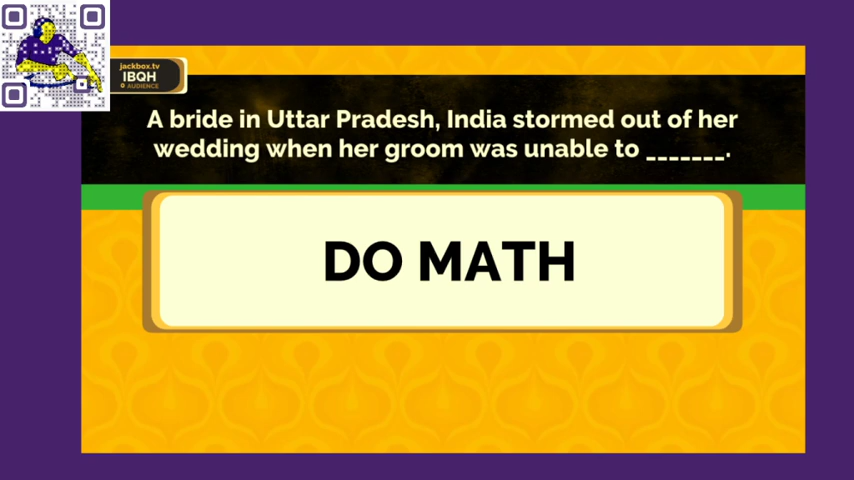 jackbox.tv
IBQH
AUDIENCE
A bride in Uttar Pradesh, India stormed out of her
wedding when her groom was unable to _______.
DO MATH